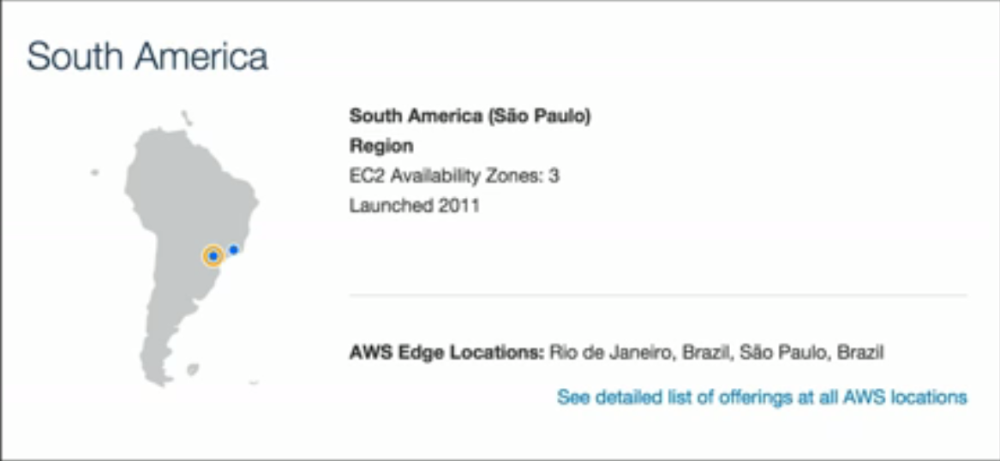 South America
South America (São Paulo)
Region
EC2 Availability Zones: 3
Launched 2011
AWS Edge Locations: Rio de Janeiro, Brazil, São Paulo, Brazil
See detailed list of offerings at all AWS locations